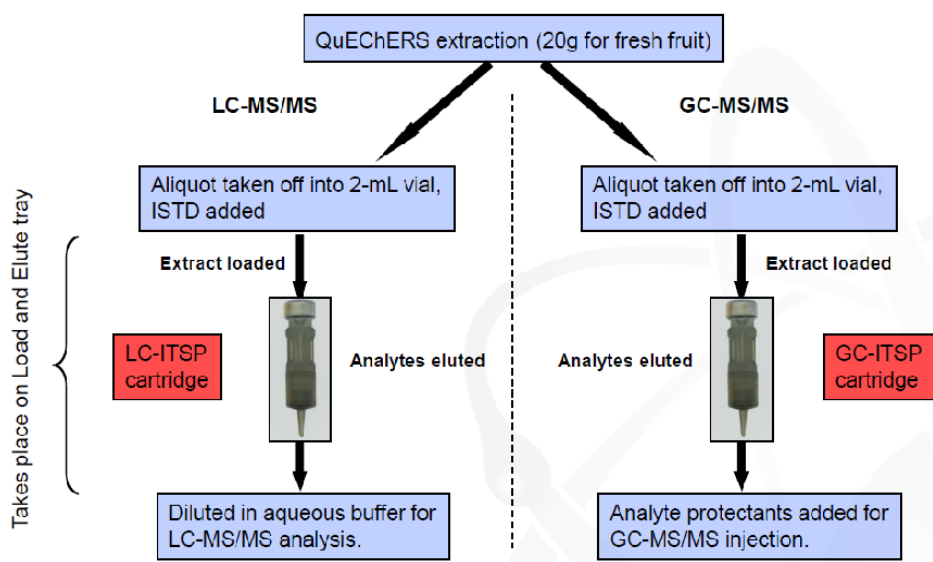 QuEChERS extraction (20g for fresh fruit)
LC-MS/MS
GC-MS/MS
Aliquot taken off into 2-mL vial,
ISTD added
Aliquot taken off into 2-mL vial,
ISTD added
Takes place on Load and Elute tray
Extract loaded
Extract loaded
LC-ITSP
cartridge
Analytes eluted
Analytes eluted
GC-ITSP
cartridge
Diluted in aqueous buffer for
LC-MS/MS analysis.
Analyte protectants added for
GC-MS/MS injection.